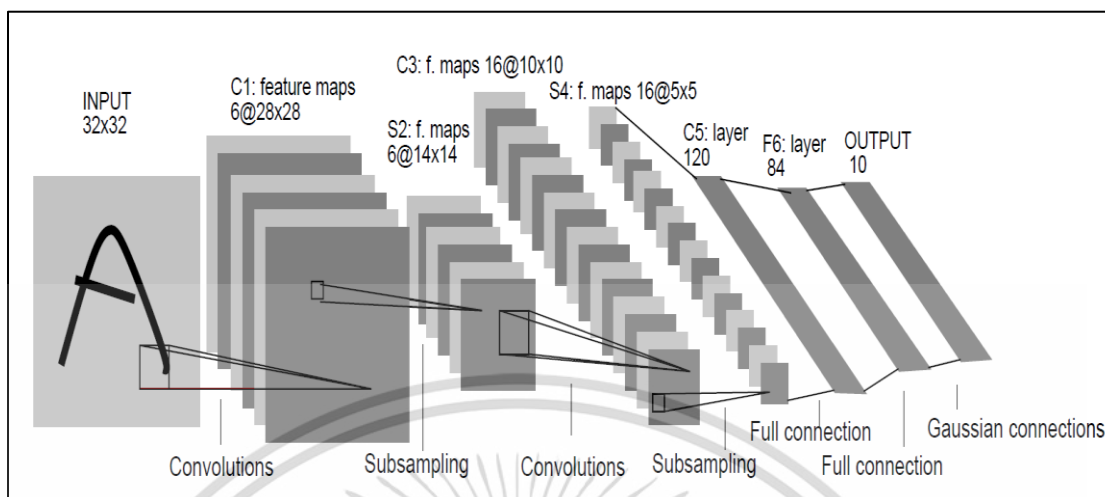 INPUT
32x32
C1: feature maps
6@28x28
S2: f. maps
6@14x14
C3: f. maps 16@10x10
S4: f. maps 16@5x5
C5: layer
120
F6: layer
84
OUTPUT
10
A
Convolutions
Subsampling
Convolutions
Subsampling
Full connection
Full connection
Gaussian connections